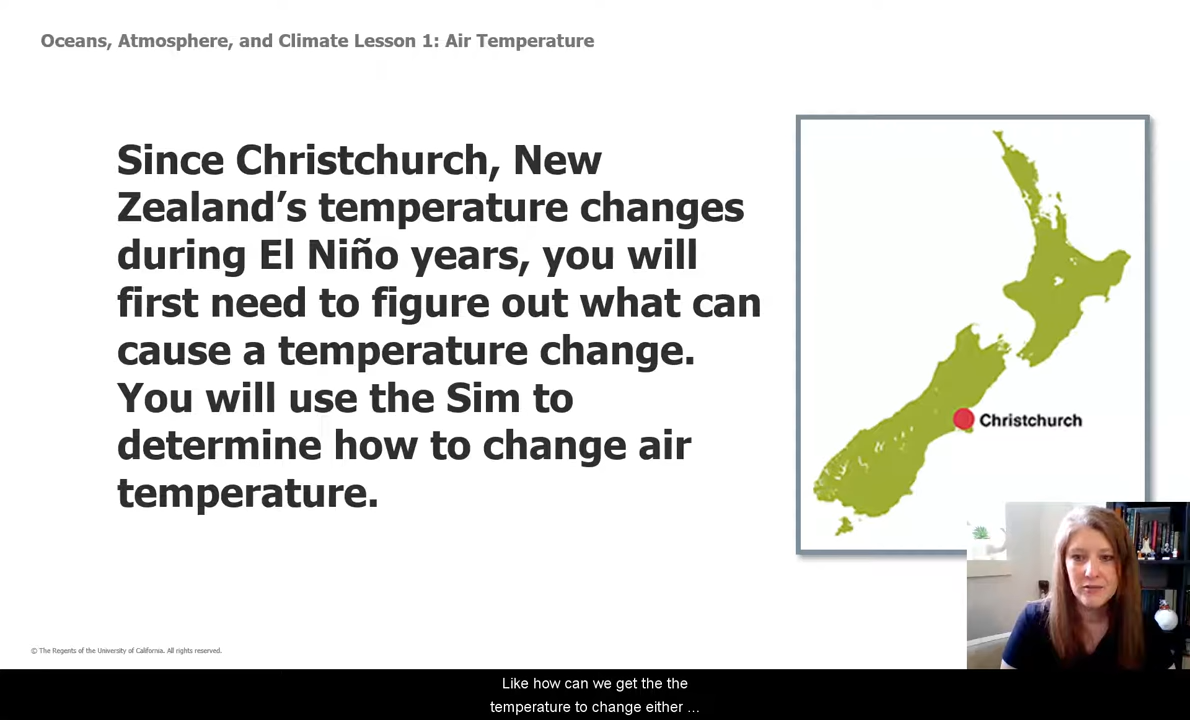 Oceans, Atmosphere, and Climate Lesson 1: Air Temperature
Since Christchurch, New
Zealand’s temperature changes
during El Niño years, you will
first need to figure out what can
cause a temperature change.
You will use the Sim to
determine how to change air
temperature.
Christchurch
© The Regents of the University of California. All rights reserved.
Like how can we get the the
temperature to change either ...